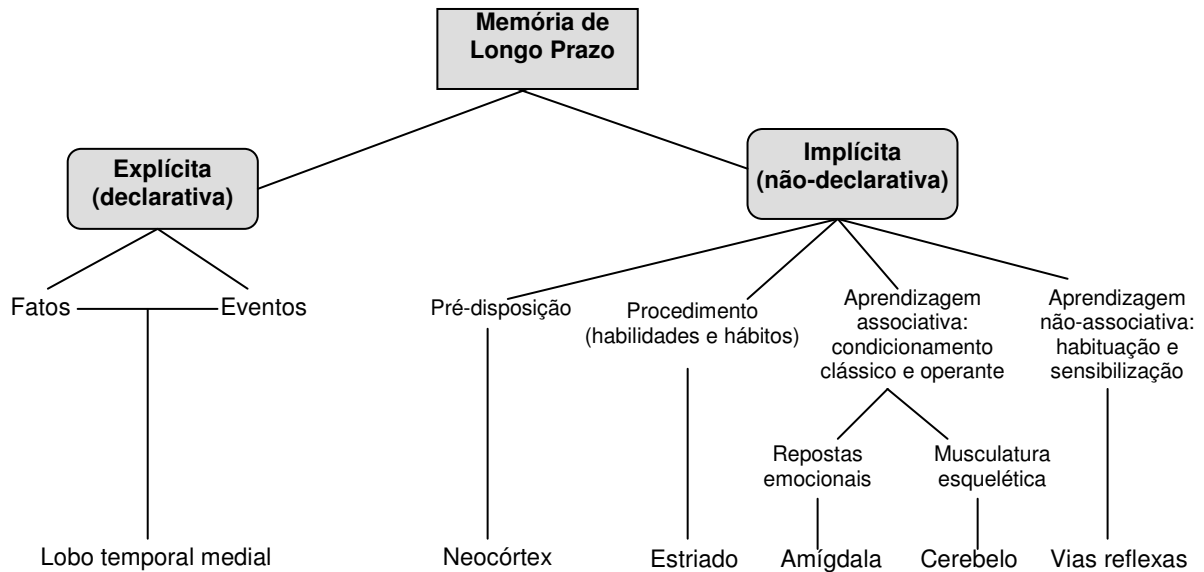 Memória de
Longo Prazo
Explícita
(declarativa)
Implícita
(não-declarativa)
Fatos
Eventos
Pré-disposição
Procedimento
(habilidades e hábitos)
Aprendizagem
associativa:
condicionamento
clássico e operante
Aprendizagem
não-associativa:
habituação e
sensibilização
Repostas
emocionais
Musculatura
esquelética
Lobo temporal medial
Neocórtex
Estriado
Amígdala
Cerebelo
Vias reflexas